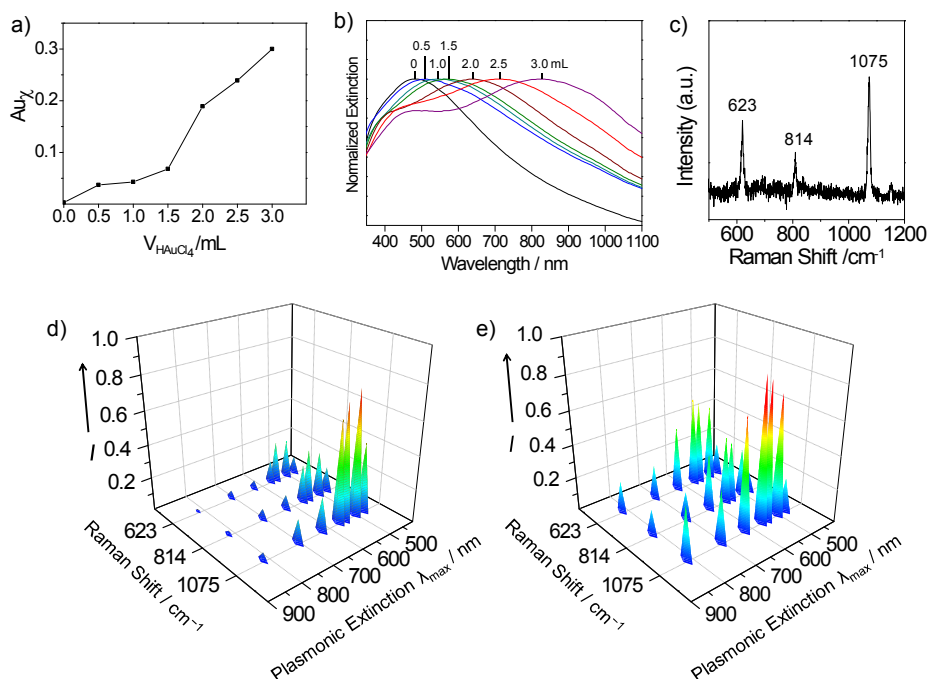 a)
0.3
0.2
0.1
Auχ
0.0 0.5 1.0 1.5 2.0 2.5 3.0
V_HAuCl4 /mL
b)
0.5 1.5
0 1.0 2.0 2.5 3.0 mL
Normalized Extinction
400 500 600 700 800 900 1000 1100
Wavelength / nm
c)
1075
623
814
Intensity (a.u.)
600 800 1000 1200
Raman Shift /cm⁻¹
d)
1.0
0.8
0.6
0.4
0.2
I
623
814
1075
Raman Shift / cm⁻¹
900 800 700 600 500
Plasmonic Extinction λmax / nm
e)
1.0
0.8
0.6
0.4
0.2
I
623
814
1075
Raman Shift / cm⁻¹
900 800 700 600 500
Plasmonic Extinction λmax / nm